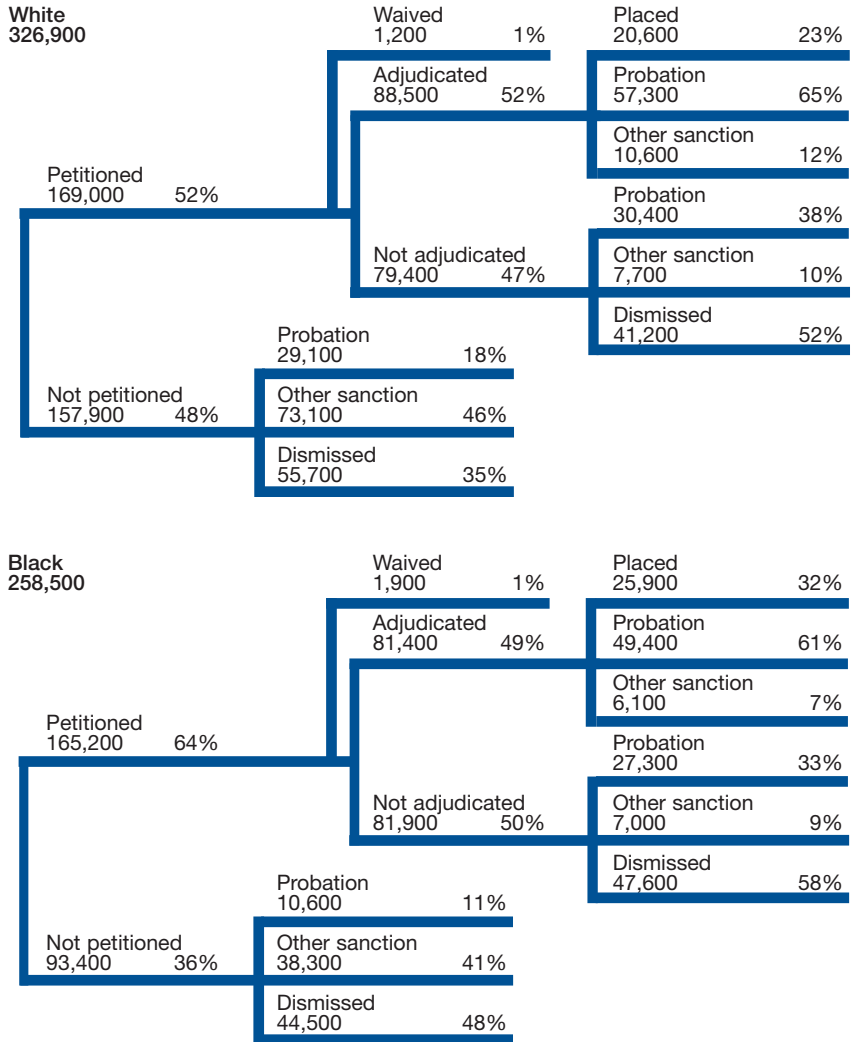 White
326,900
Waived
1,200 1%
Placed
20,600 23%
Adjudicated
88,500 52%
Probation
57,300 65%
Other sanction
10,600 12%
Petitioned
169,000 52%
Probation
30,400 38%
Not adjudicated
79,400 47%
Other sanction
7,700 10%
Dismissed
41,200 52%
Probation
29,100 18%
Not petitioned
157,900 48%
Other sanction
73,100 46%
Dismissed
55,700 35%
Black
258,500
Waived
1,900 1%
Placed
25,900 32%
Adjudicated
81,400 49%
Probation
49,400 61%
Other sanction
6,100 7%
Petitioned
165,200 64%
Probation
27,300 33%
Not adjudicated
81,900 50%
Other sanction
7,000 9%
Dismissed
47,600 58%
Probation
10,600 11%
Not petitioned
93,400 36%
Other sanction
38,300 41%
Dismissed
44,500 48%